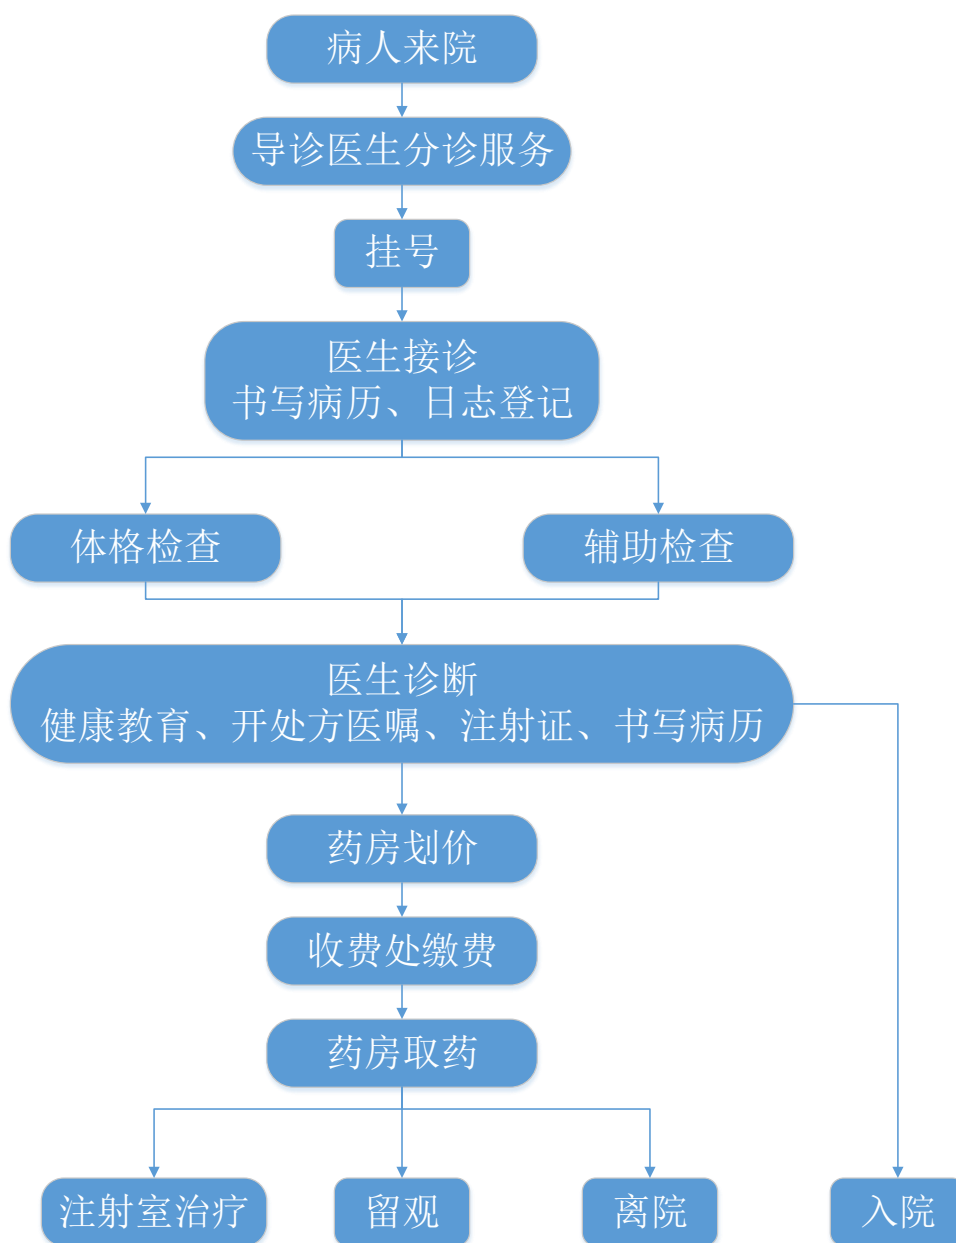 病人来院
导诊医生分诊服务
挂号
医生接诊
书写病历、日志登记
体格检查
辅助检查
医生诊断
健康教育、开处方医嘱、注射证、书写病历
药房划价
收费处缴费
药房取药
注射室治疗
留观
离院
入院